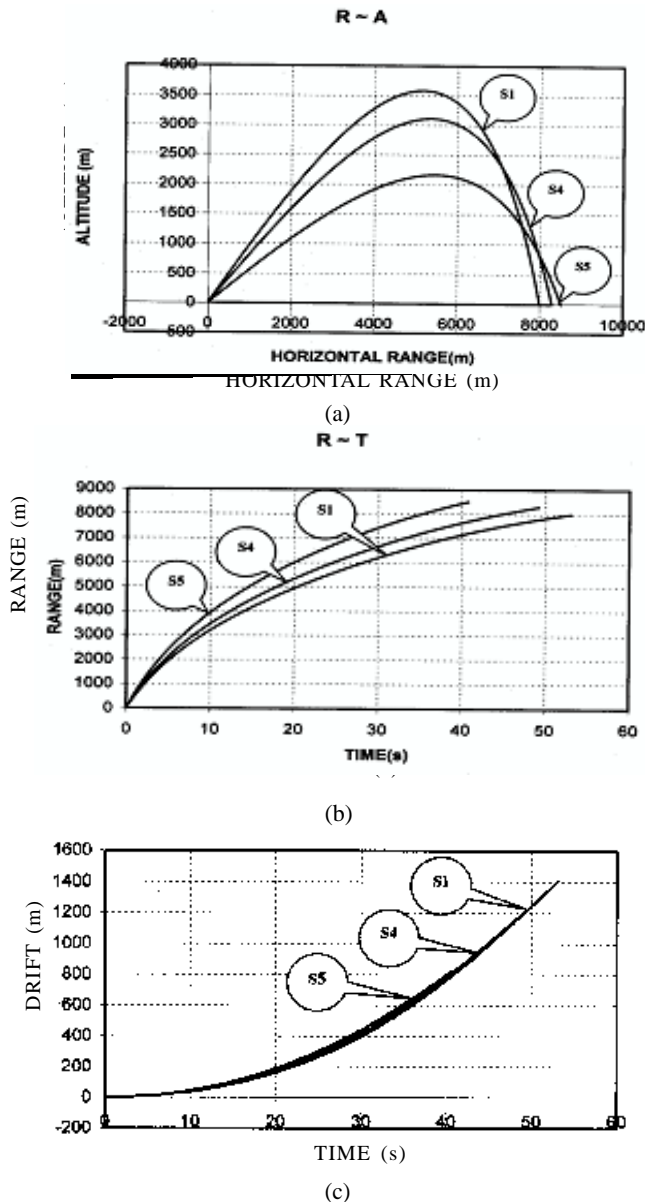 R ~ A
4000
3500
3000
2500
2000
1500
1000
500
0
500
ALTITUDE (m)
S1
S4
S5
-2000 0 2000 4000 6000 8000 10000
HORIZONTAL RANGE(m)
HORIZONTAL RANGE (m)
(a)
R ~ T
RANGE (m)
RANGE(m)
9000
8000
7000
6000
5000
4000
3000
2000
1000
0
S1
S4
S5
0 10 20 30 40 50 60
TIME(s)
(b)
DRIFT (m)
1600
1400
1200
1000
800
600
400
200
0
-200
S1
S4
S5
0 10 20 30 40 50 60
TIME (s)
(c)